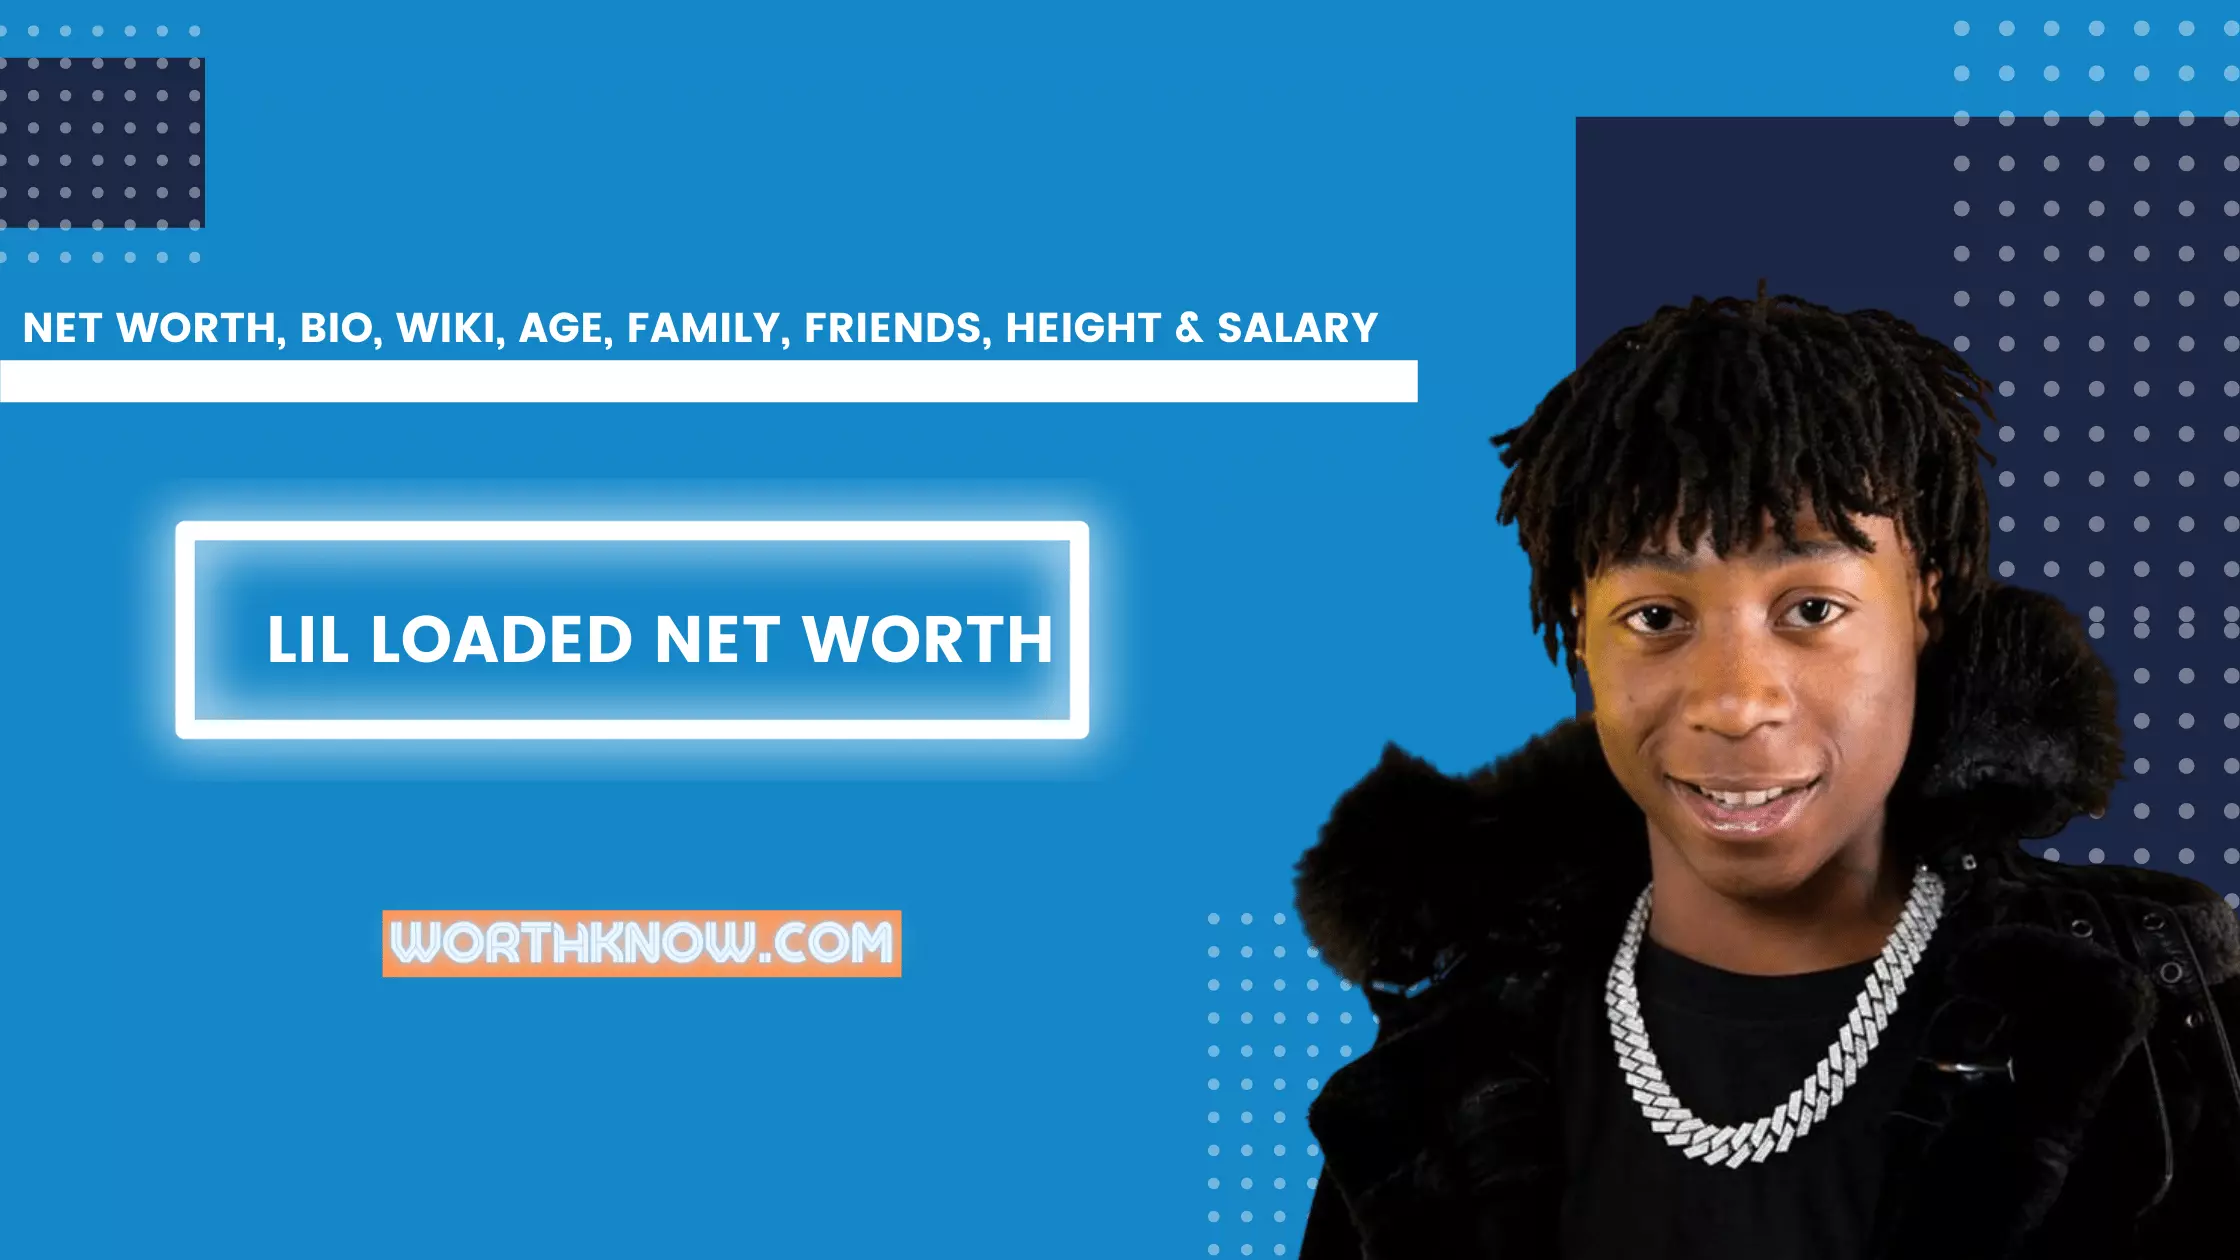 NET WORTH, BIO, WIKI, AGE, FAMILY, FRIENDS, HEIGHT & SALARY
LIL LOADED NET WORTH
WORTHKNOW.COM